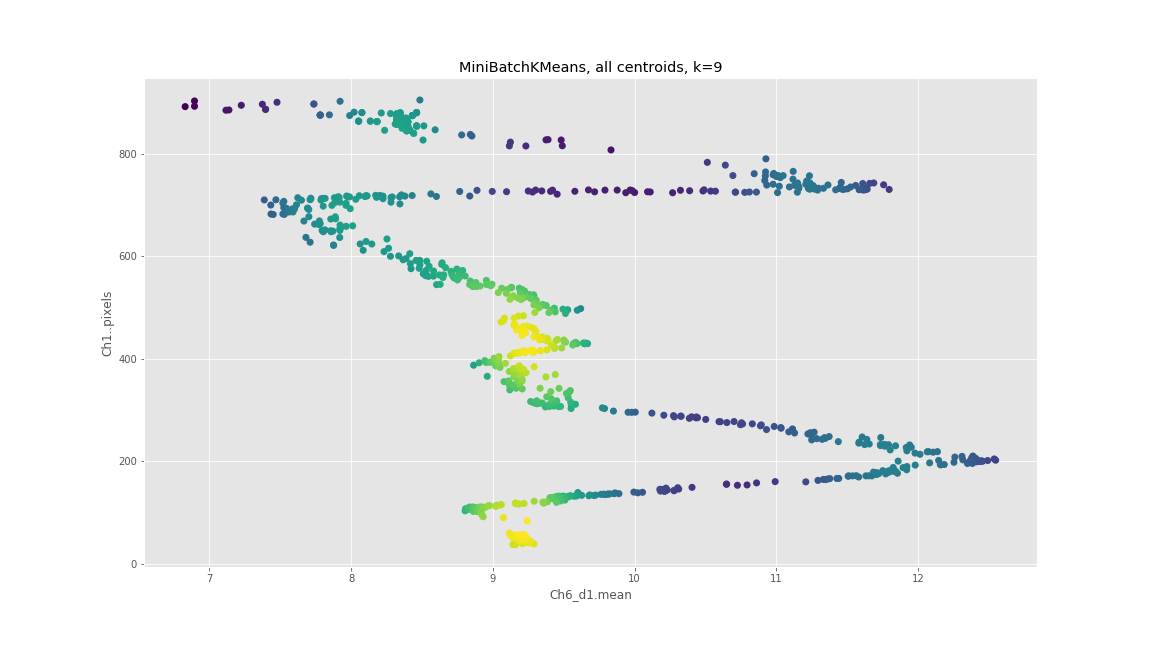 MiniBatchKMeans, all centroids, k=9
800
600
400
200
0
Ch1..pixels
7 8 9 10 11 12
Ch6_d1.mean